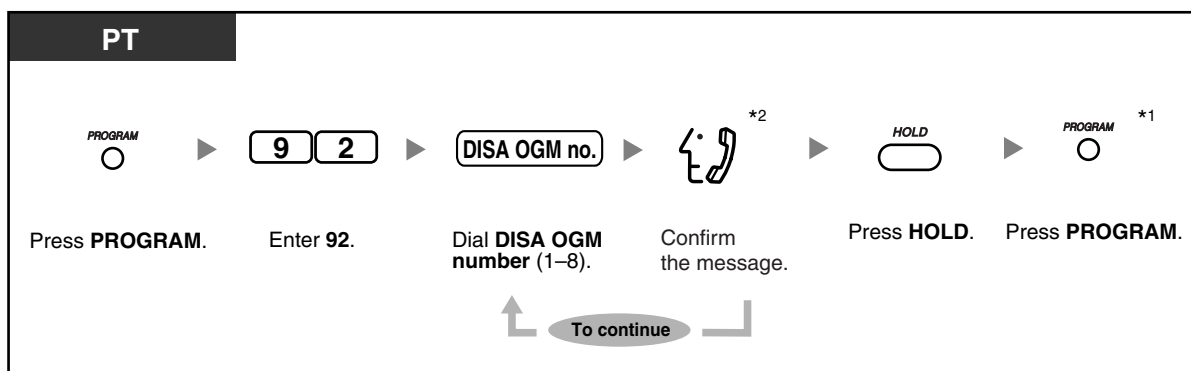 PT
PROGRAM
9 2
DISA OGM no.
*2
HOLD
PROGRAM
*1
Press PROGRAM.
Enter 92.
Dial DISA OGM
number (1–8).
Confirm
the message.
Press HOLD.
Press PROGRAM.
To continue